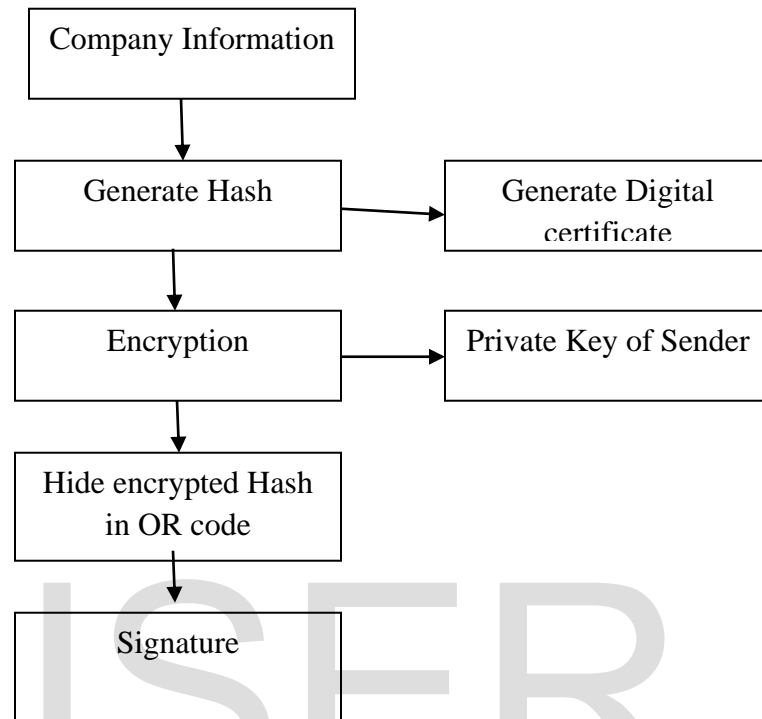 Company Information
Generate Hash
Generate Digital
certificate
Encryption
Private Key of Sender
Hide encrypted Hash
in OR code
Signature
ISER